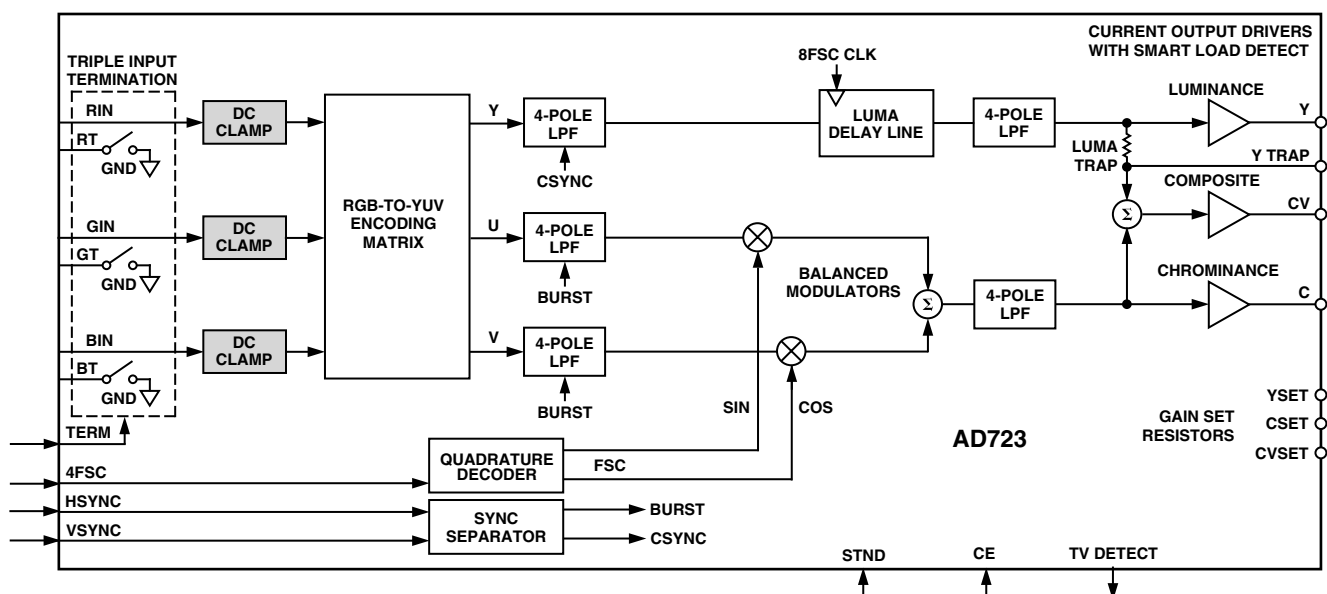 CURRENT OUTPUT DRIVERS
WITH SMART LOAD DETECT
TRIPLE INPUT
TERMINATION
8FSC CLK
RIN
DC
CLAMP
Y
4-POLE
LPF
LUMA
DELAY LINE
4-POLE
LPF
LUMINANCE
Y
RT
GND
CSYNC
LUMA
TRAP
Y TRAP
RGB-TO-YUV
ENCODING
MATRIX
COMPOSITE
CV
Σ
GIN
DC
CLAMP
U
4-POLE
LPF
GT
GND
BURST
BALANCED
MODULATORS
Σ
4-POLE
LPF
CHROMINANCE
C
BIN
DC
CLAMP
V
4-POLE
LPF
BT
GND
BURST
SIN
COS
YSET
CSET
CVSET
GAIN SET
RESISTORS
AD723
TERM
4FSC
QUADRATURE
DECODER
FSC
HSYNC
VSYNC
SYNC
SEPARATOR
BURST
CSYNC
STND
CE
TV DETECT